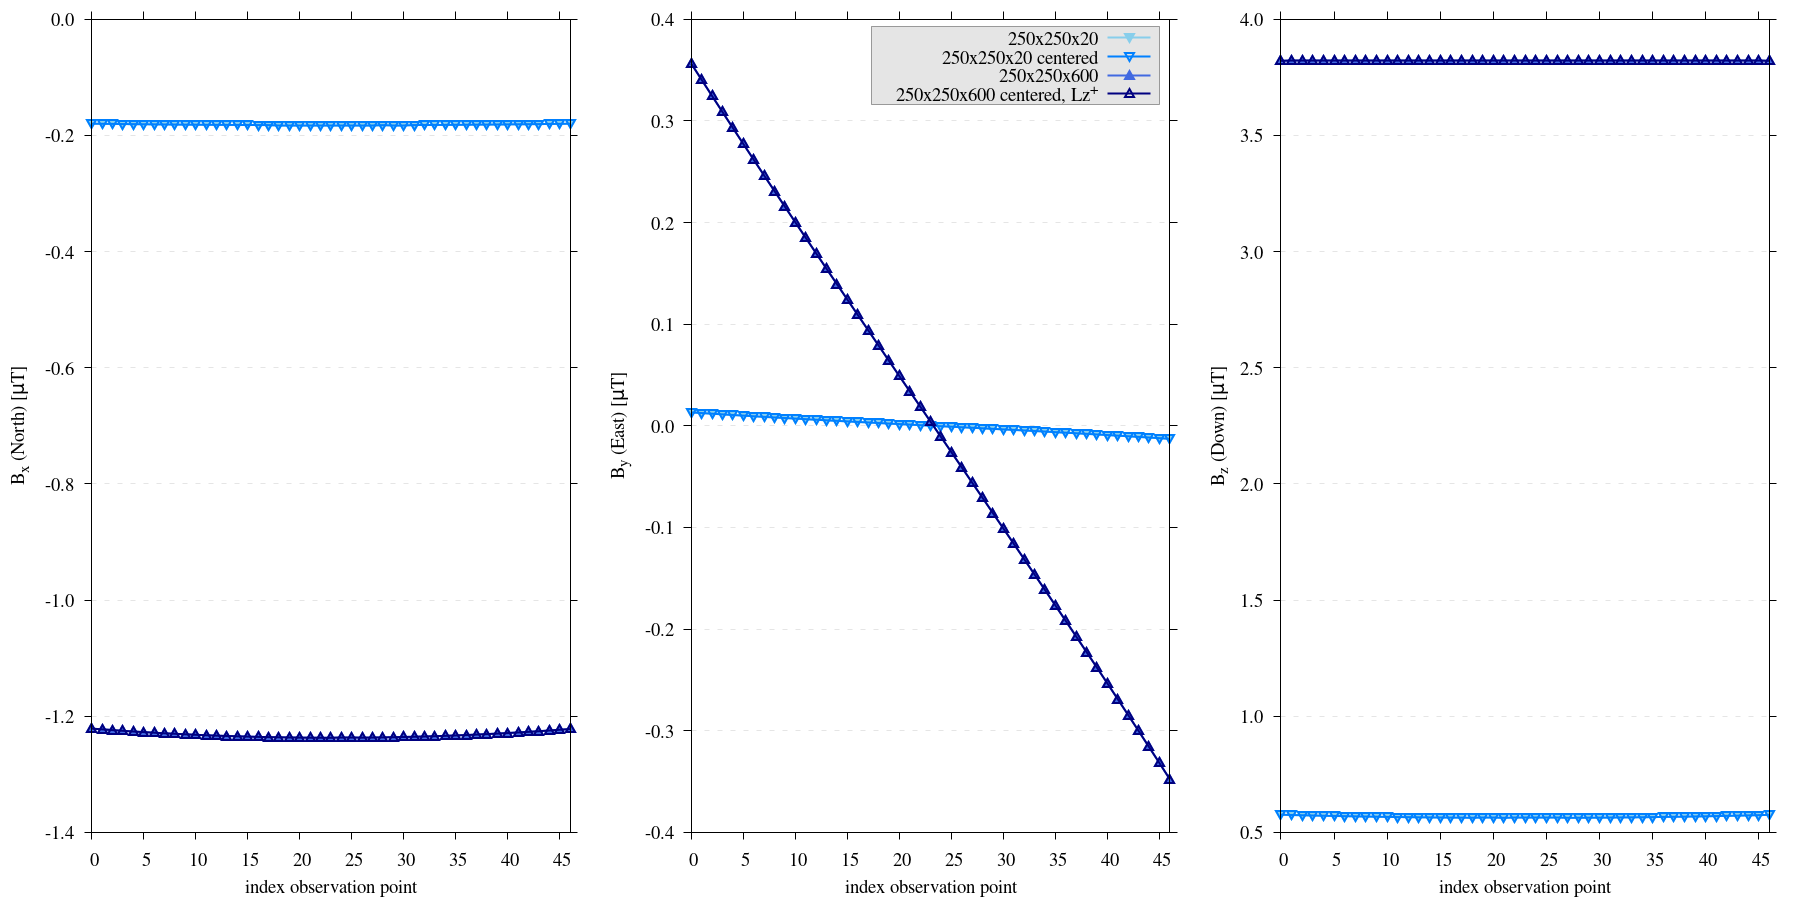 0.0
-0.2
-0.4
-0.6
-0.8
-1.0
-1.2
-1.4
0 5 10 15 20 25 30 35 40 45
index observation point
Bx (North) [µT]
0.4
0.3
0.2
0.1
0.0
-0.1
-0.2
-0.3
-0.4
0 5 10 15 20 25 30 35 40 45
index observation point
By (East) [µT]
250x250x20
250x250x20 centered
250x250x600
250x250x600 centered, Lz+
4.0
3.5
3.0
2.5
2.0
1.5
1.0
0.5
0 5 10 15 20 25 30 35 40 45
index observation point
Bz (Down) [µT]